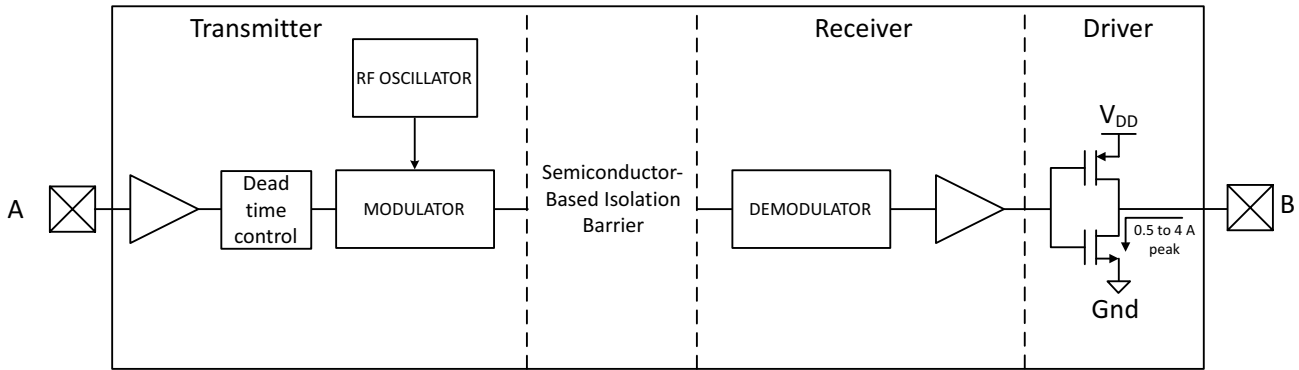 Transmitter
Receiver
Driver
RF OSCILLATOR
V_DD
A
Dead
time
control
MODULATOR
Semiconductor-
Based Isolation
Barrier
DEMODULATOR
0.5 to 4 A
peak
B
Gnd